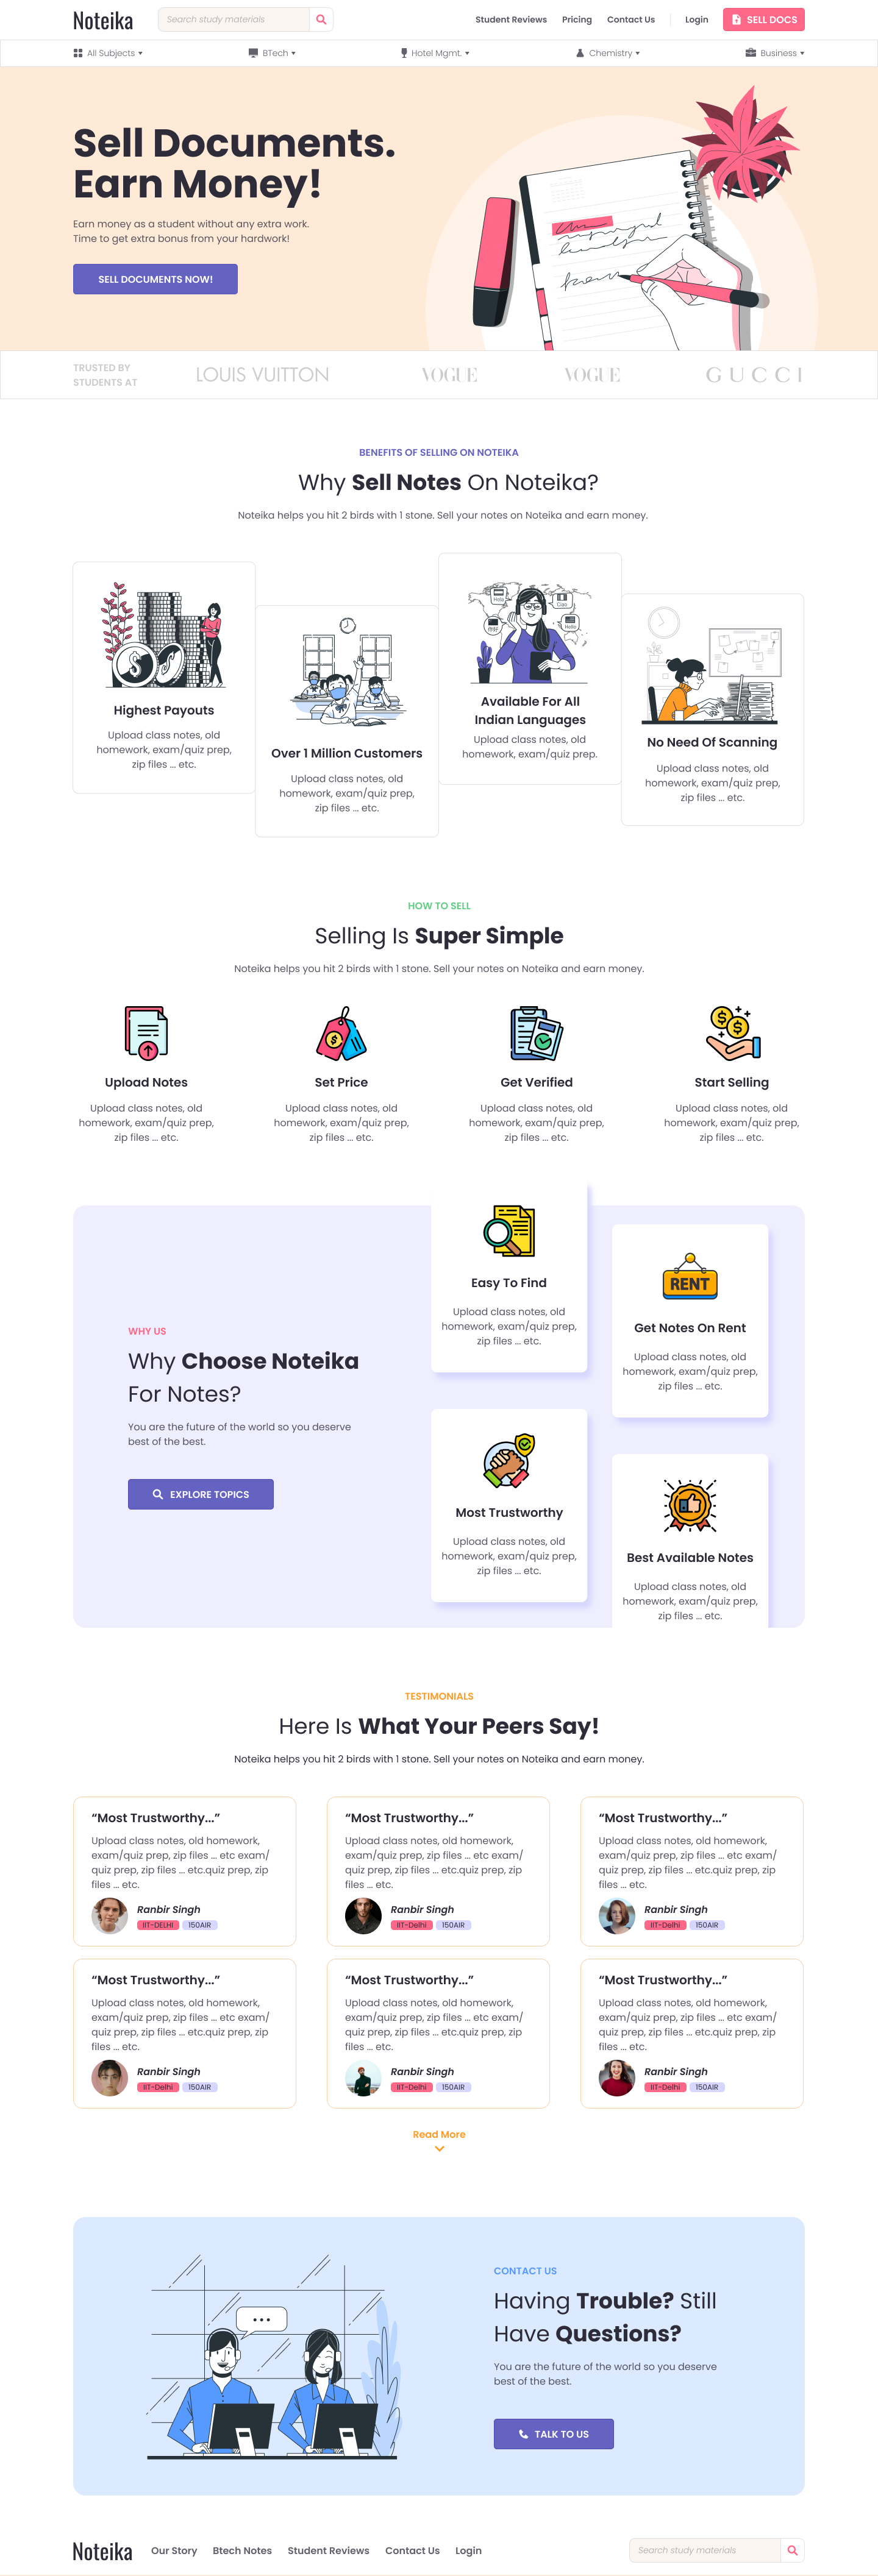 Noteika
Search study materials
Student Reviews
Pricing
Contact Us
Login
SELL DOCS
All Subjects
BTech
Hotel Mgmt.
Chemistry
Business
Sell Documents.
Earn Money!
Earn money as a student without any extra work.
Time to get extra bonus from your hardwork!
SELL DOCUMENTS NOW!
TRUSTED BY
STUDENTS AT
LOUIS VUITTON
VOGUE
VOGUE
GUCCI
BENEFITS OF SELLING ON NOTEIKA
Why Sell Notes On Noteika?
Noteika helps you hit 2 birds with 1 stone. Sell your notes on Noteika and earn money.
Highest Payouts
Upload class notes, old
homework, exam/quiz prep,
zip files ... etc.
Over 1 Million Customers
Upload class notes, old
homework, exam/quiz prep,
zip files ... etc.
Hola
Ciao
Hello
Available For All
Indian Languages
Upload class notes, old
homework, exam/quiz prep.
No Need Of Scanning
Upload class notes, old
homework, exam/quiz prep,
zip files ... etc.
HOW TO SELL
Selling Is Super Simple
Noteika helps you hit 2 birds with 1 stone. Sell your notes on Noteika and earn money.
Upload Notes
Upload class notes, old
homework, exam/quiz prep,
zip files ... etc.
Set Price
Upload class notes, old
homework, exam/quiz prep,
zip files ... etc.
Get Verified
Upload class notes, old
homework, exam/quiz prep,
zip files ... etc.
Start Selling
Upload class notes, old
homework, exam/quiz prep,
zip files ... etc.
WHY US
Why Choose Noteika
For Notes?
You are the future of the world so you deserve
best of the best.
EXPLORE TOPICS
Easy To Find
Upload class notes, old
homework, exam/quiz prep,
zip files ... etc.
RENT
Get Notes On Rent
Upload class notes, old
homework, exam/quiz prep,
zip files ... etc.
Most Trustworthy
Upload class notes, old
homework, exam/quiz prep,
zip files ... etc.
Best Available Notes
Upload class notes, old
homework, exam/quiz prep,
zip files ... etc.
TESTIMONIALS
Here Is What Your Peers Say!
Noteika helps you hit 2 birds with 1 stone. Sell your notes on Noteika and earn money.
“Most Trustworthy...”
Upload class notes, old homework,
exam/quiz prep, zip files ... etc exam/
quiz prep, zip files ... etc.quiz prep, zip
files ... etc.
Ranbir Singh
IIT-DELHI 150AIR
“Most Trustworthy...”
Upload class notes, old homework,
exam/quiz prep, zip files ... etc exam/
quiz prep, zip files ... etc.quiz prep, zip
files ... etc.
Ranbir Singh
IIT-Delhi 150AIR
“Most Trustworthy...”
Upload class notes, old homework,
exam/quiz prep, zip files ... etc exam/
quiz prep, zip files ... etc.quiz prep, zip
files ... etc.
Ranbir Singh
IIT-Delhi 150AIR
“Most Trustworthy...”
Upload class notes, old homework,
exam/quiz prep, zip files ... etc exam/
quiz prep, zip files ... etc.quiz prep, zip
files ... etc.
Ranbir Singh
IIT-Delhi 150AIR
“Most Trustworthy...”
Upload class notes, old homework,
exam/quiz prep, zip files ... etc exam/
quiz prep, zip files ... etc.quiz prep, zip
files ... etc.
Ranbir Singh
IIT-Delhi 150AIR
“Most Trustworthy...”
Upload class notes, old homework,
exam/quiz prep, zip files ... etc exam/
quiz prep, zip files ... etc.quiz prep, zip
files ... etc.
Ranbir Singh
IIT-Delhi 150AIR
Read More
CONTACT US
Having Trouble? Still
Have Questions?
You are the future of the world so you deserve
best of the best.
TALK TO US
Noteika
Our Story
Btech Notes
Student Reviews
Contact Us
Login
Search study materials